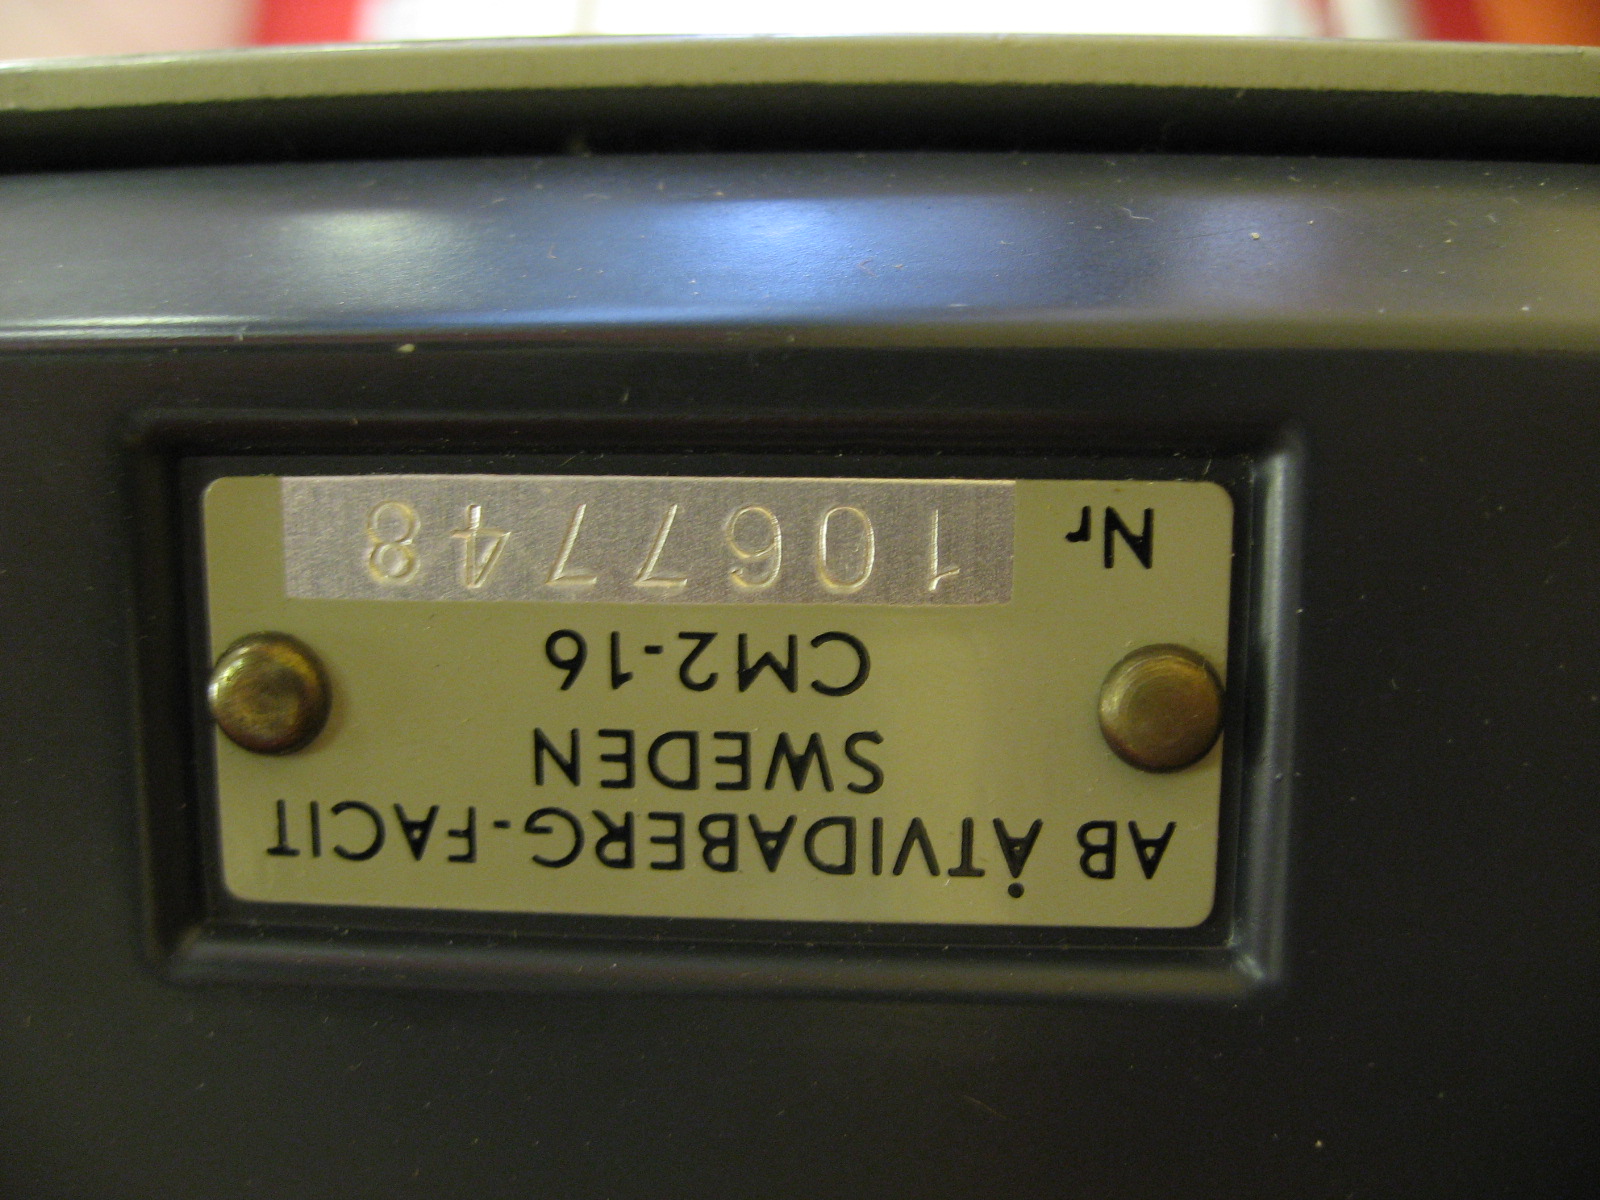 AB ÅTVIDABERG-FACIT
SWEDEN
CM2-16
Nr 1067748